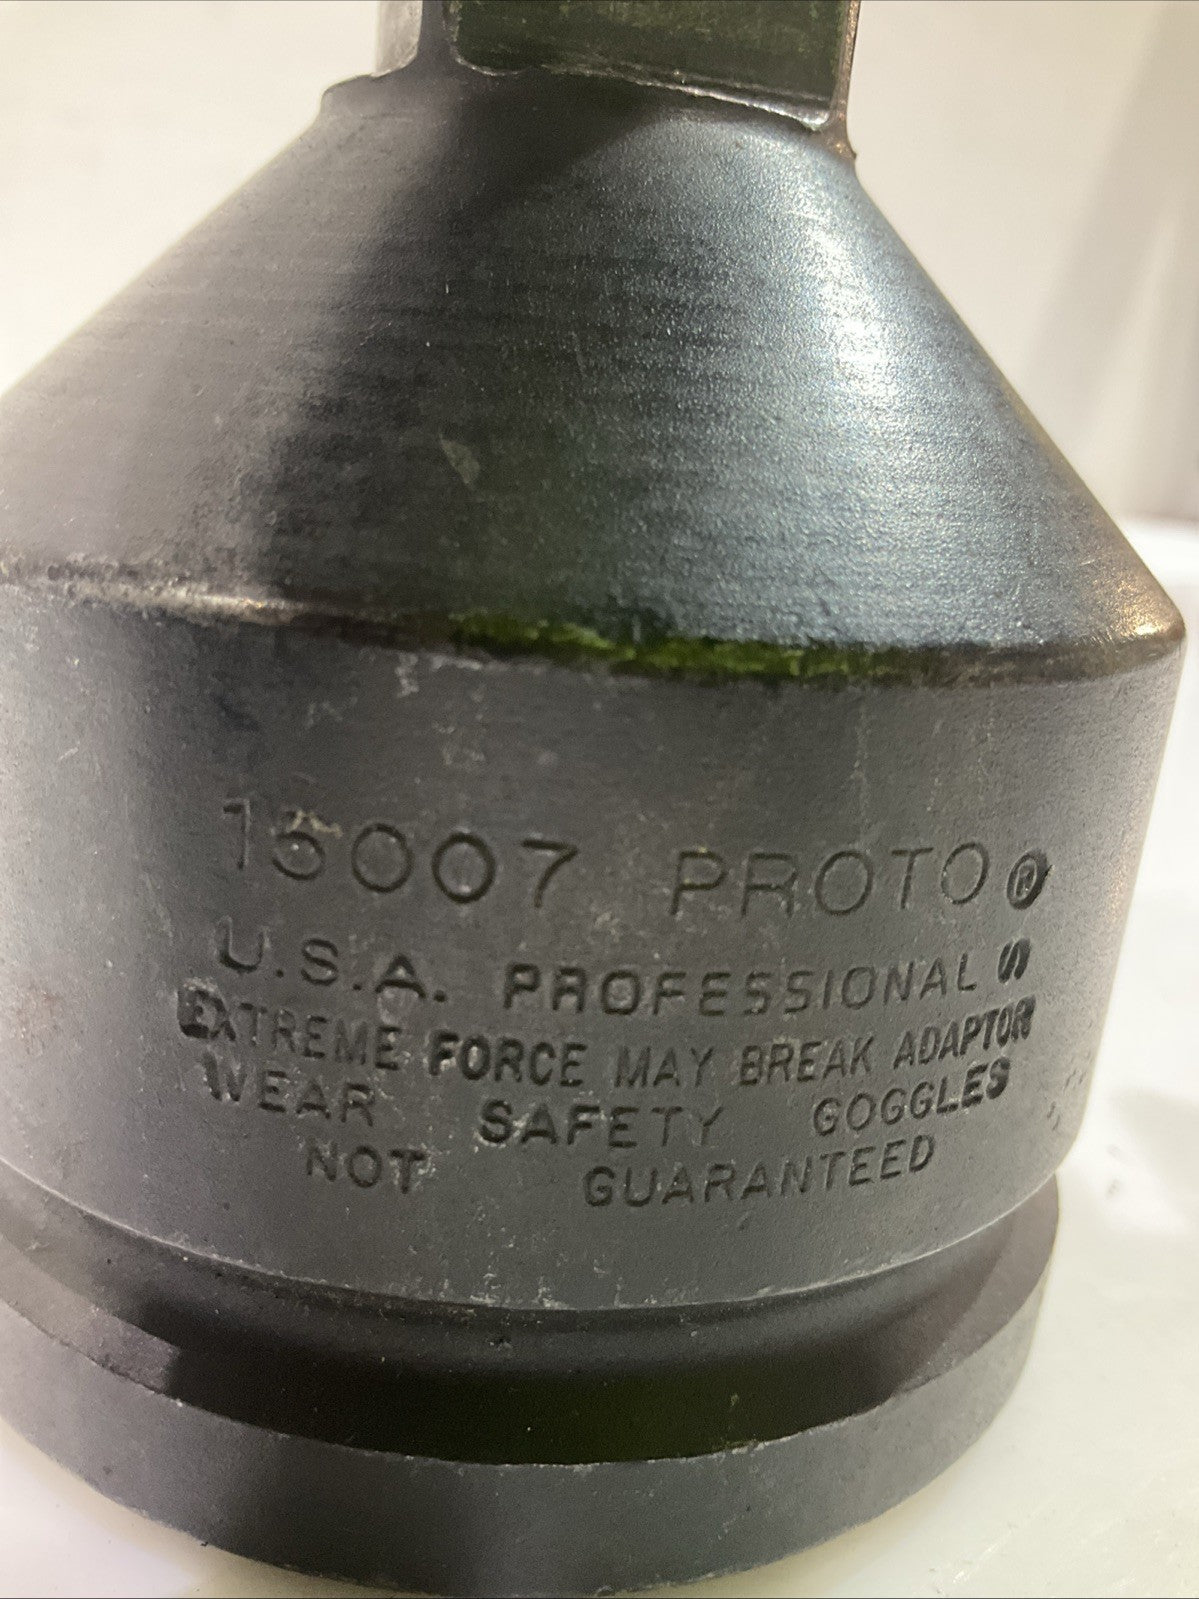 15007 PROTO®
U.S.A. PROFESSIONAL S
EXTREME FORCE MAY BREAK ADAPTOR
WEAR SAFETY GOGGLES
NOT GUARANTEED